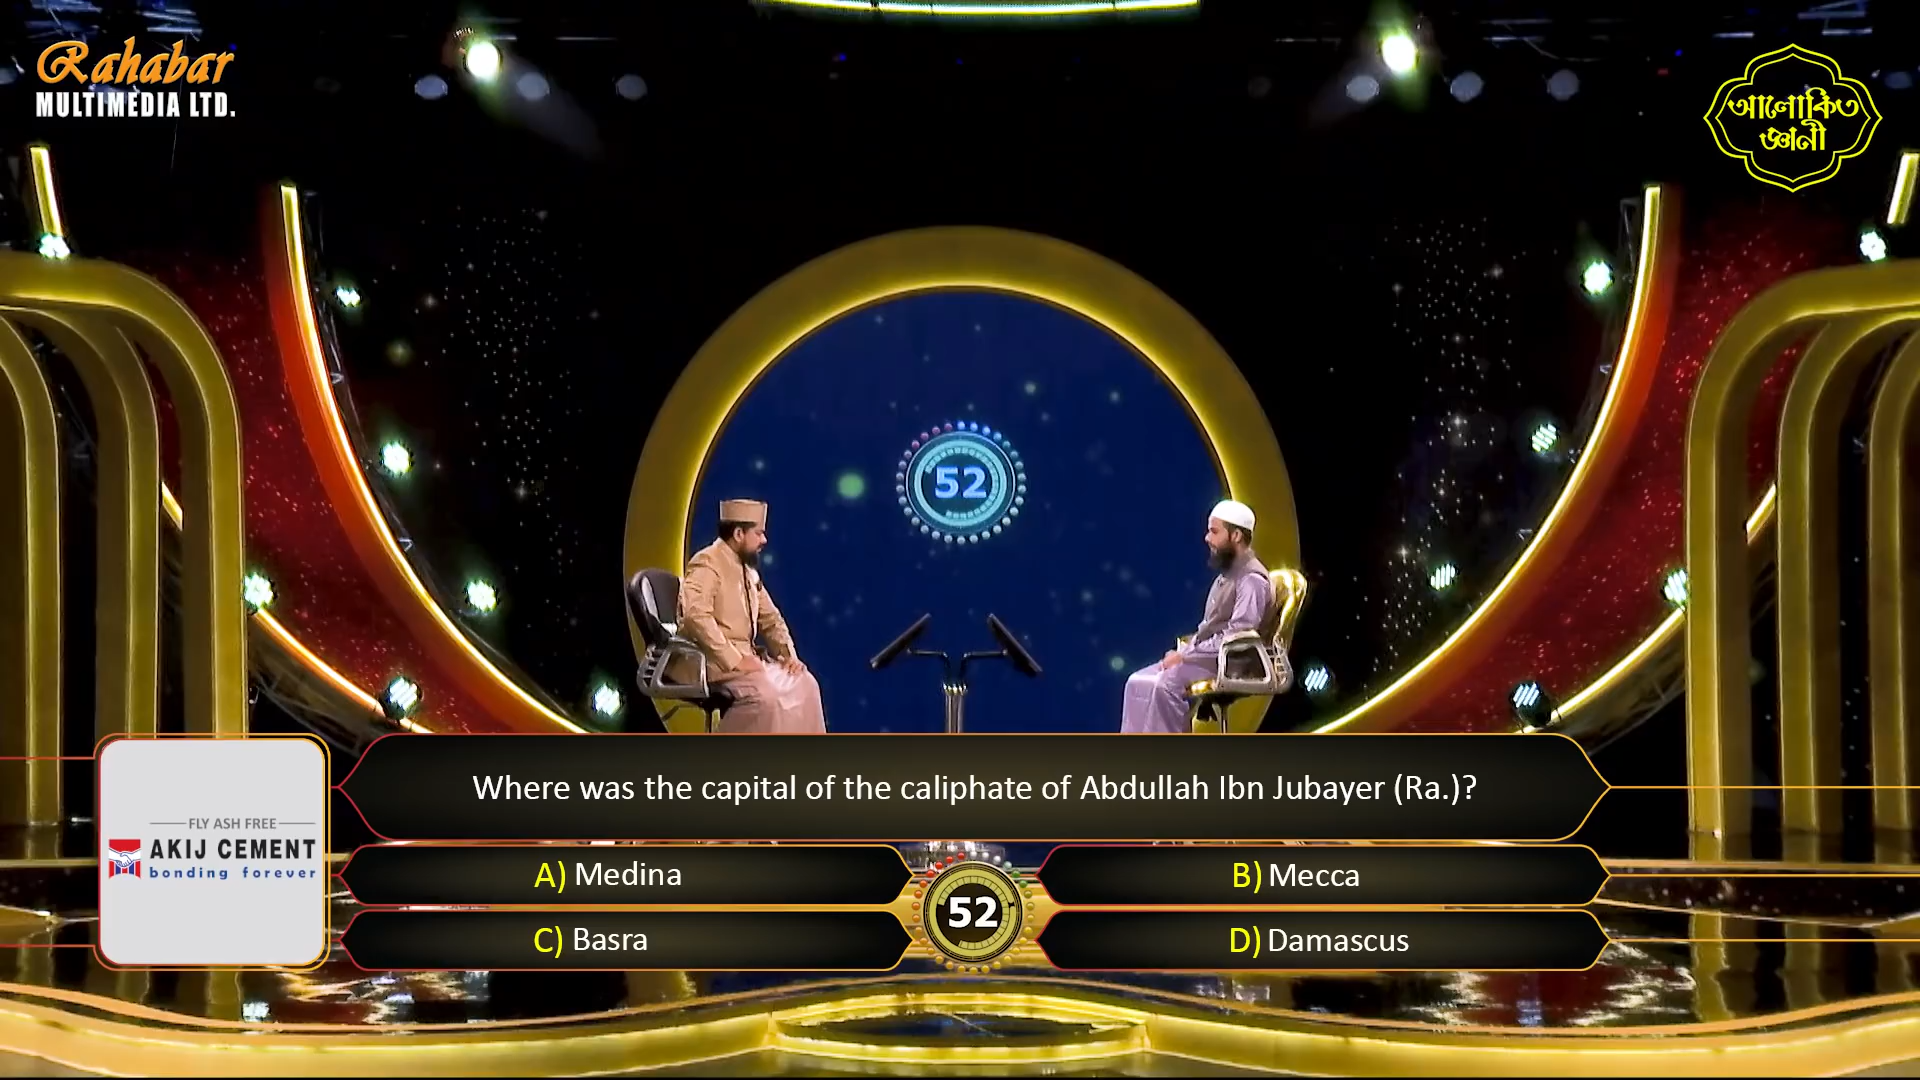 Rahabar
MULTIMEDIA LTD.
আলোকিত
জ্ঞানী
52
Where was the capital of the caliphate of Abdullah Ibn Jubayer (Ra.)?
FLY ASH FREE
AKIJ CEMENT
bonding forever
A) Medina
B) Mecca
52
C) Basra
D) Damascus